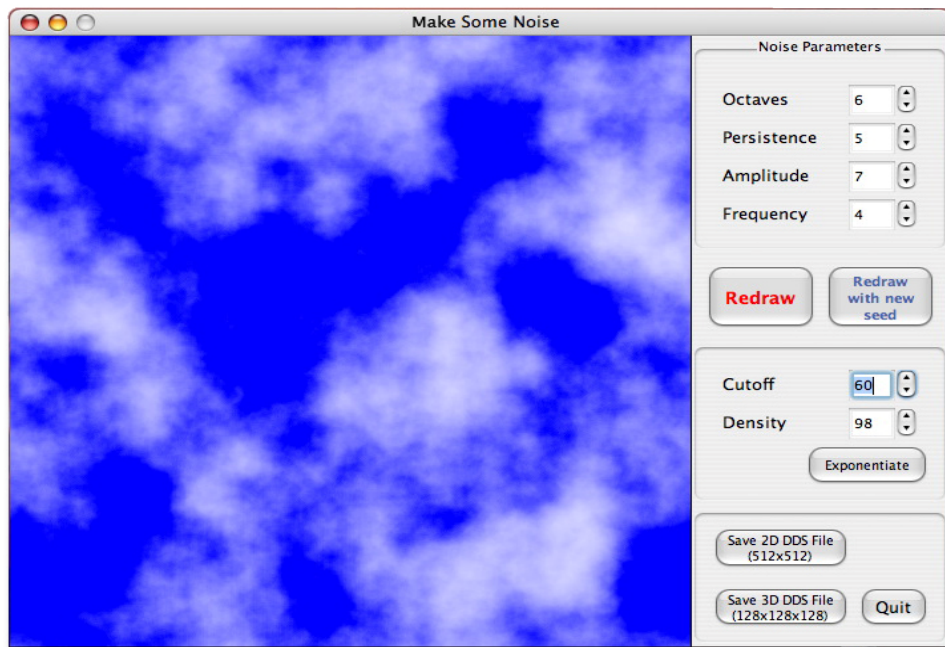 Make Some Noise
Noise Parameters
Octaves 6
Persistence 5
Amplitude 7
Frequency 4
Redraw
Redraw
with new
seed
Cutoff 60
Density 98
Exponentiate
Save 2D DDS File
(512x512)
Save 3D DDS File
(128x128x128)
Quit